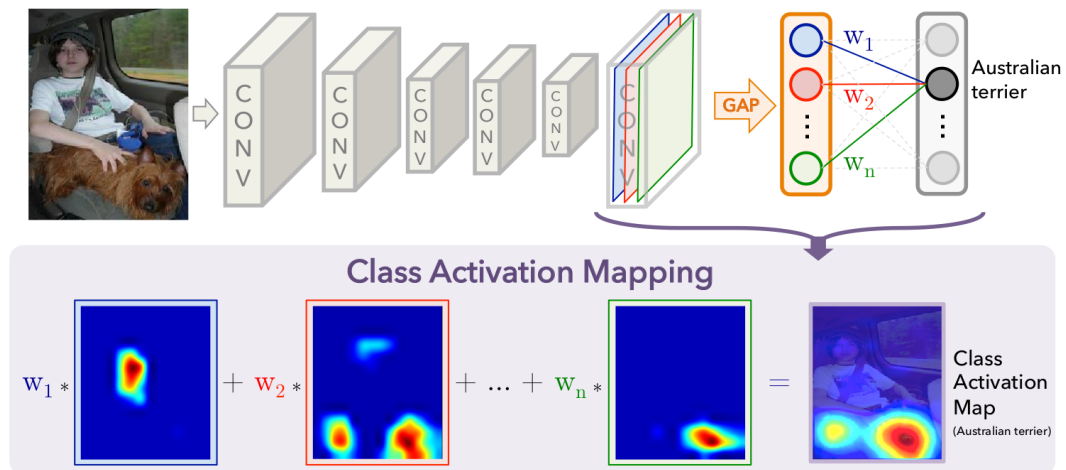 CONV
CONV
CONV
CONV
CONV
CONV
GAP
w1
w2
⋮
wn
⋮
Australian
terrier
Class Activation Mapping
w1 * + w2 * + ... + wn * =
Class
Activation
Map
(Australian terrier)